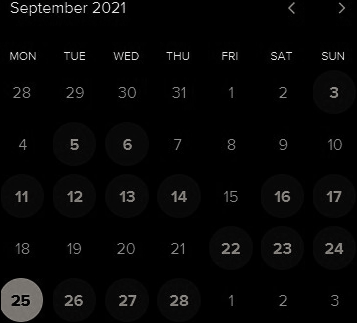 September 2021
MON TUE WED THU FRI SAT SUN
28 29 30 31 1 2 3
4 5 6 7 8 9 10
11 12 13 14 15 16 17
18 19 20 21 22 23 24
25 26 27 28 1 2 3